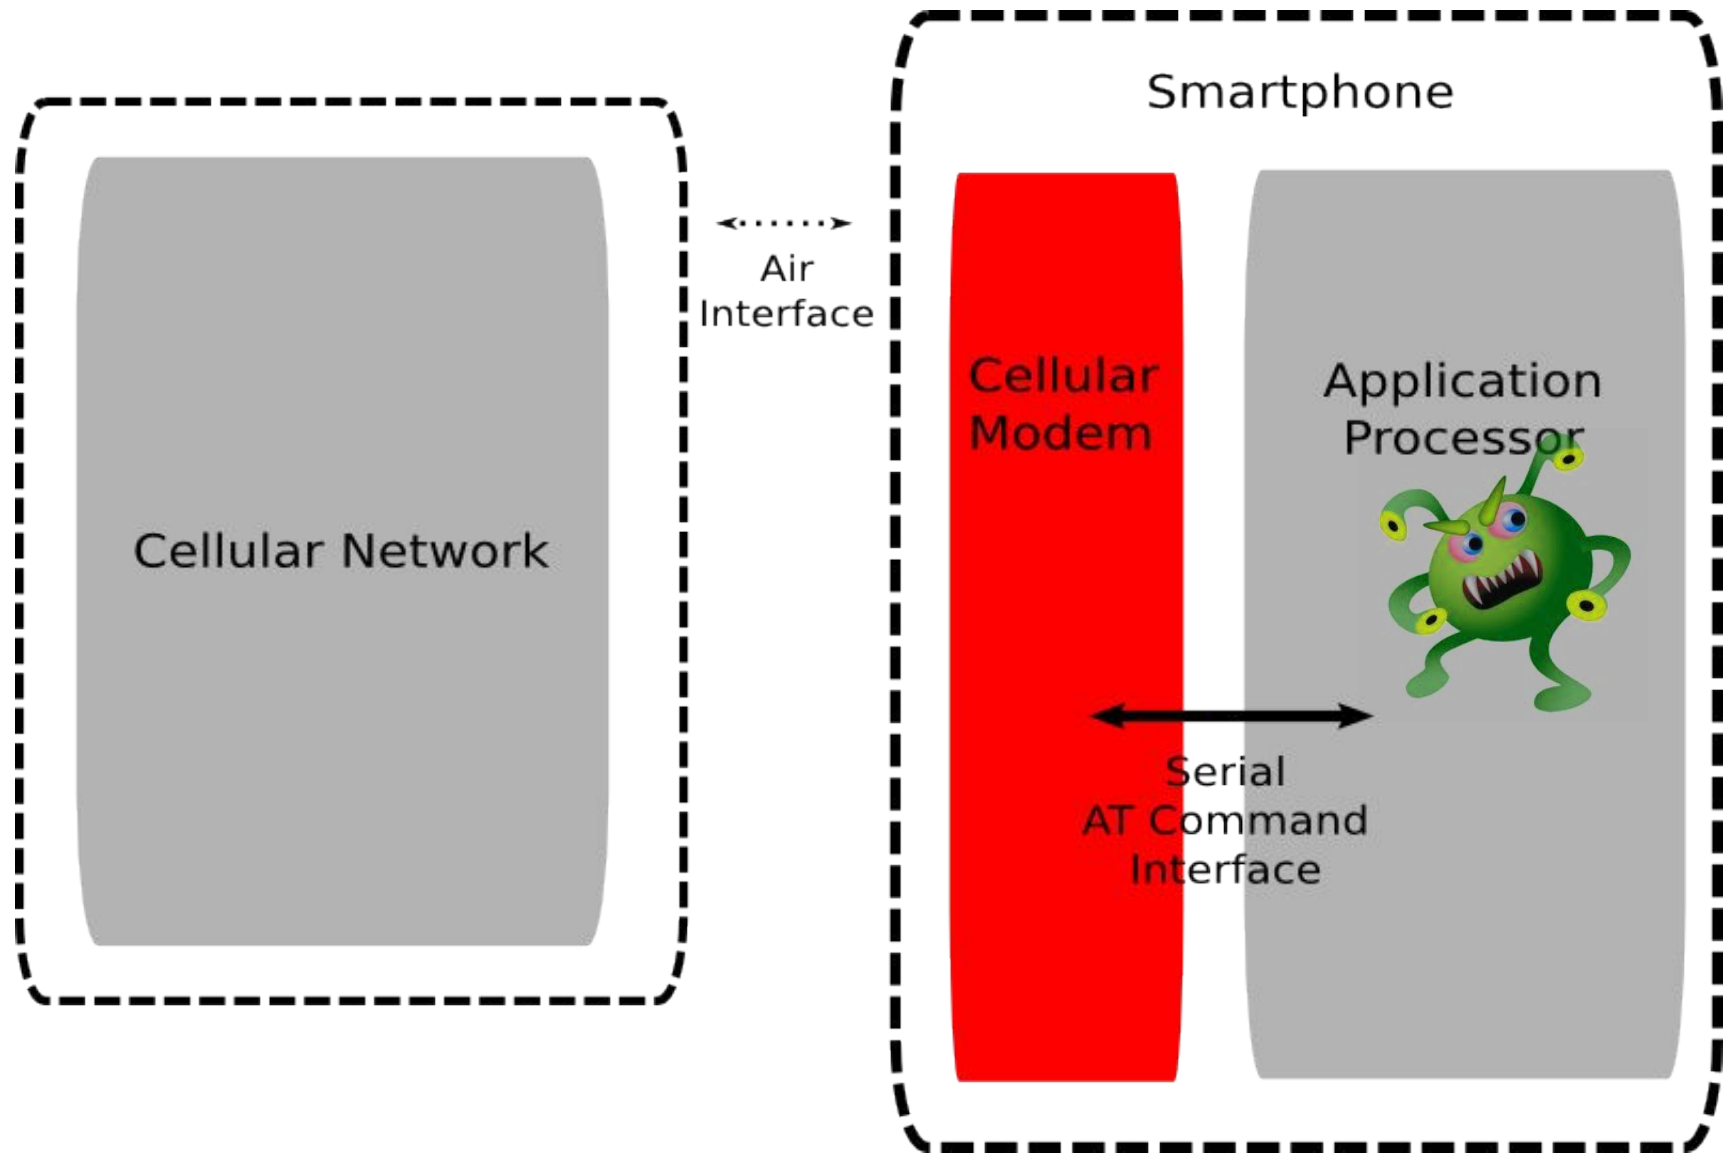 Smartphone
Air
Interface
Cellular
Modem
Application
Processor
Cellular Network
Serial
AT Command
Interface